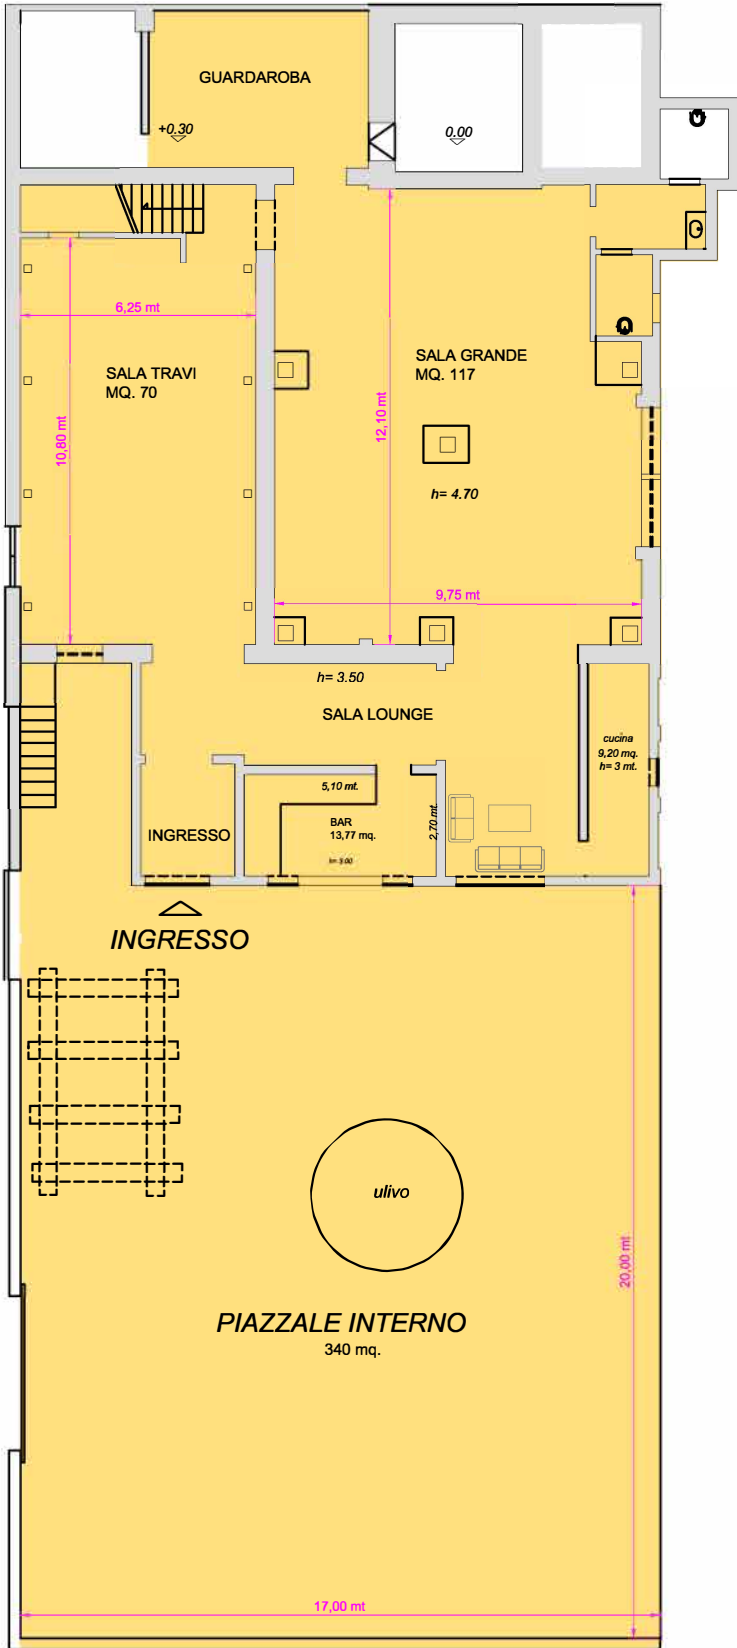 GUARDAROBA
+0.30
0.00
6,25 mt
SALA TRAVI
MQ. 70
10,80 mt
SALA GRANDE
MQ. 117
12,10 mt
h= 4.70
9,75 mt
h= 3.50
SALA LOUNGE
cucina
9,20 mq.
h= 3 mt.
5,10 mt.
BAR
13,77 mq.
2,70 mt.
h= 3.00
INGRESSO
INGRESSO
ulivo
20,00 mt
PIAZZALE INTERNO
340 mq.
17,00 mt